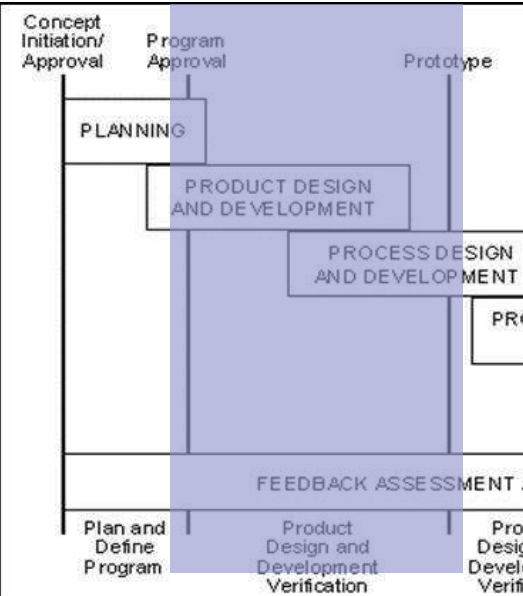 Concept
Initiation/
Approval
Program
Approval
Prototype
PLANNING
PRODUCT DESIGN
AND DEVELOPMENT
PROCESS DESIGN
AND DEVELOPMENT
FEEDBACK ASSESSMENT
Plan and
Define
Program
Product
Design and
Development
Verification